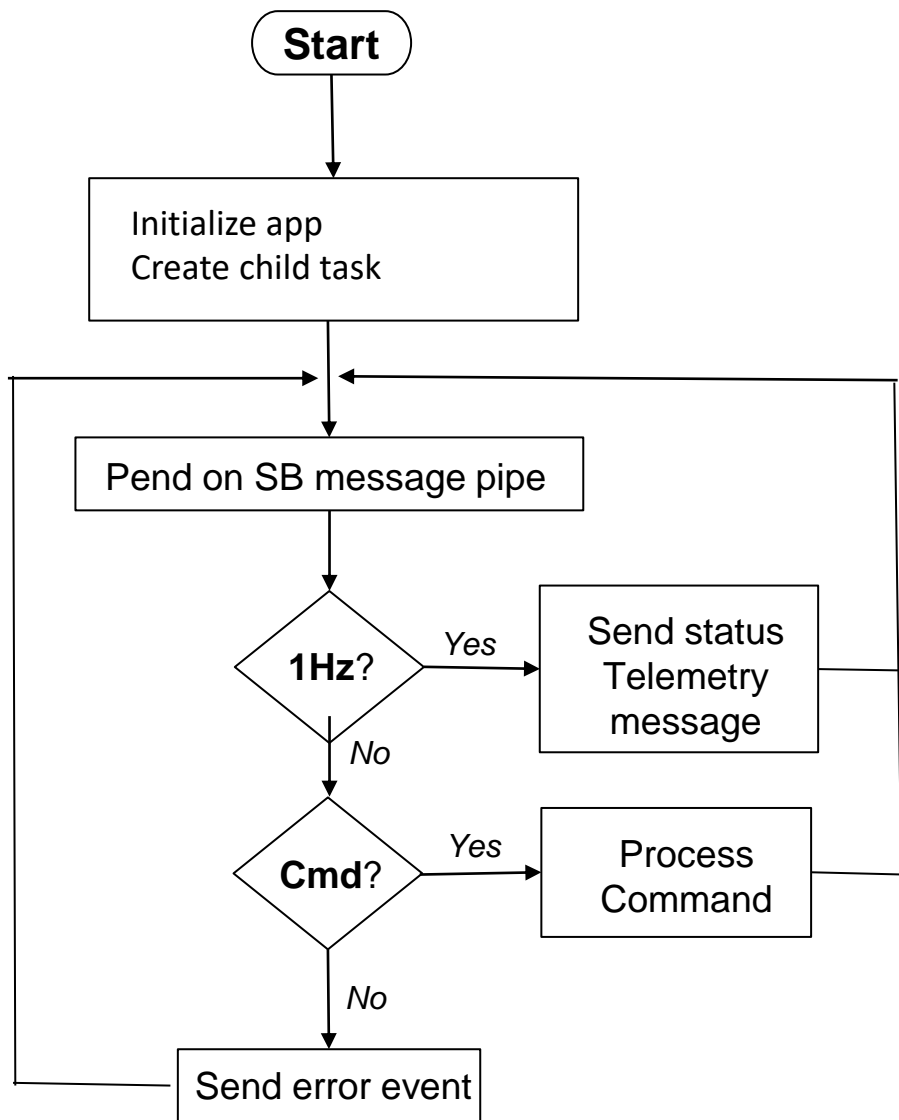 Start
Initialize app
Create child task
Pend on SB message pipe
1Hz?
Yes
Send status
Telemetry
message
No
Cmd?
Yes
Process
Command
No
Send error event